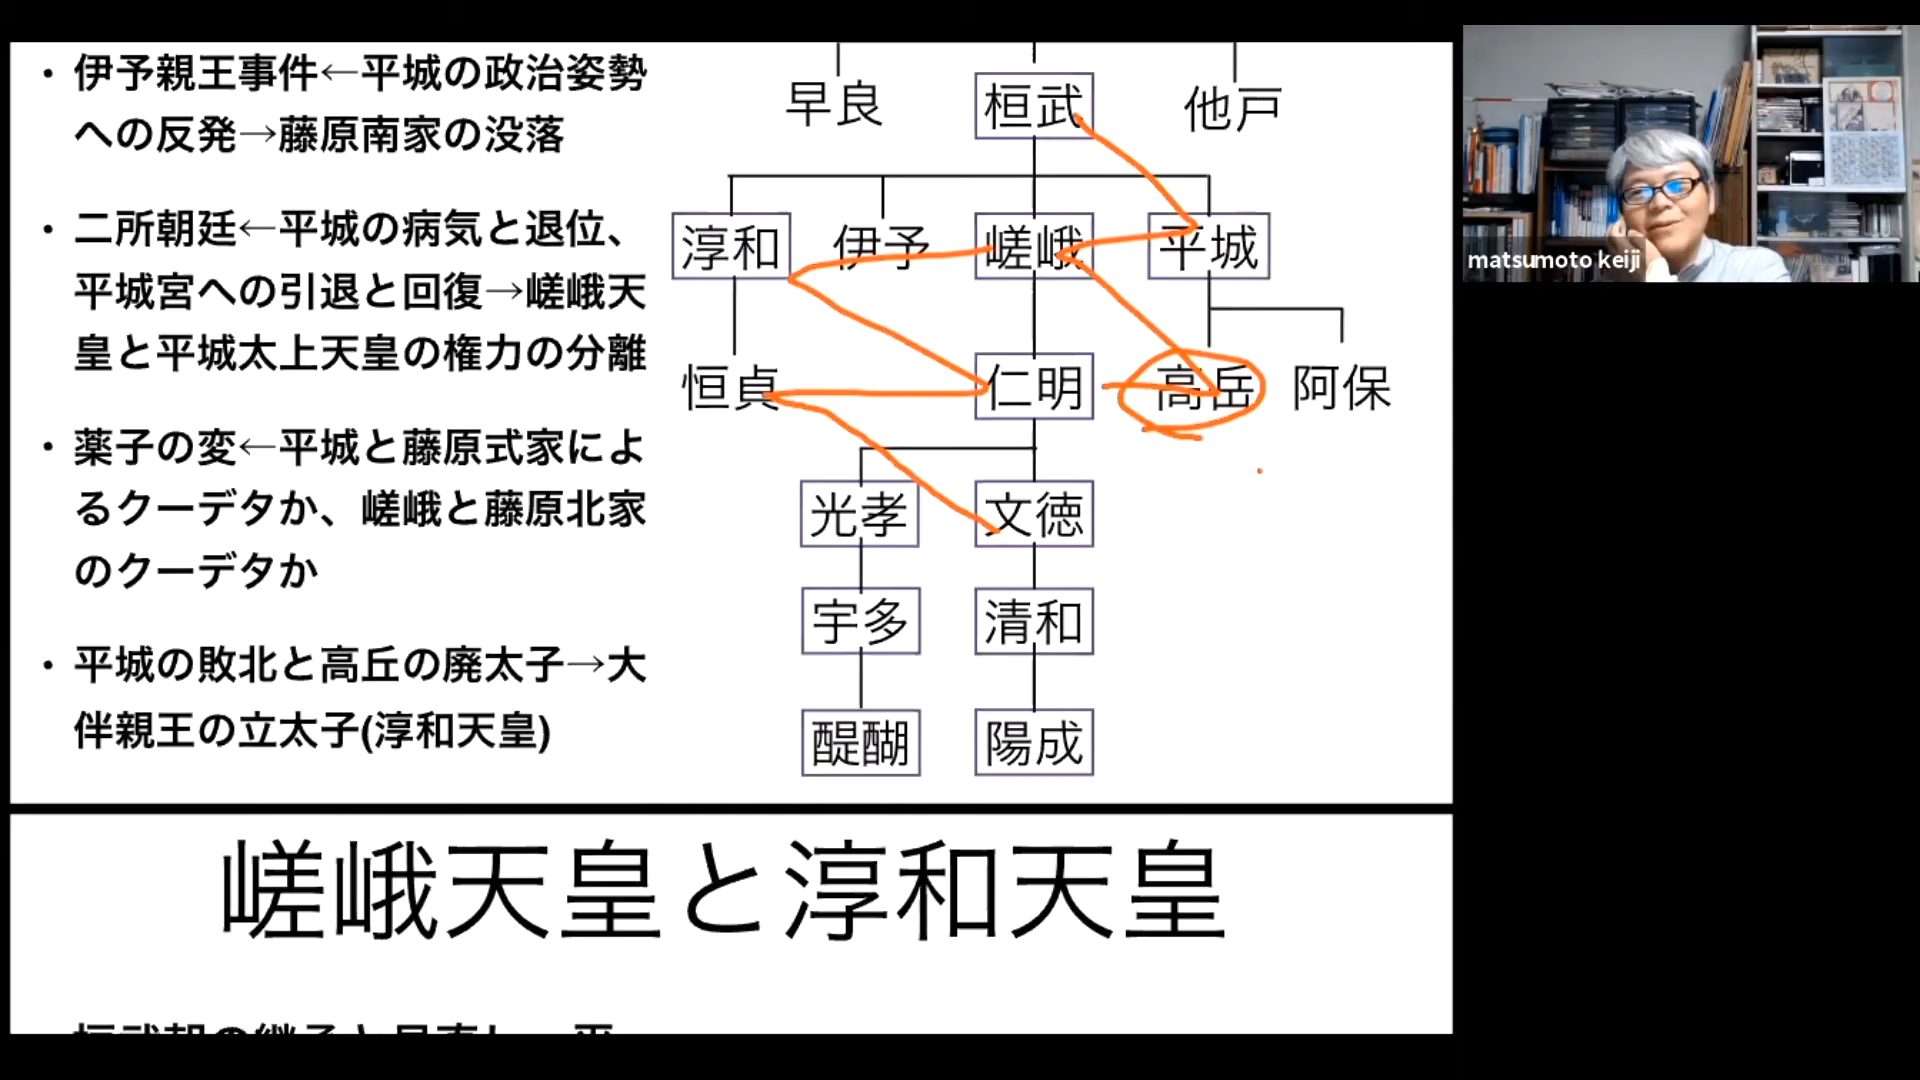 ・伊予親王事件←平城の政治姿勢
への反発→藤原南家の没落
・二所朝廷←平城の病気と退位、
平城宮への引退と回復→嵯峨天
皇と平城太上天皇の権力の分離
・薬子の変←平城と藤原式家によ
るクーデタか、嵯峨と藤原北家
のクーデタか
・平城の敗北と高丘の廃太子→大
伴親王の立太子(淳和天皇)
早良 桓武 他戸
淳和 伊予 嵯峨 平城
恒貞 仁明 高岳 阿保
光孝 文徳
宇多 清和
醍醐 陽成
嵯峨天皇と淳和天皇
matsumoto keiji